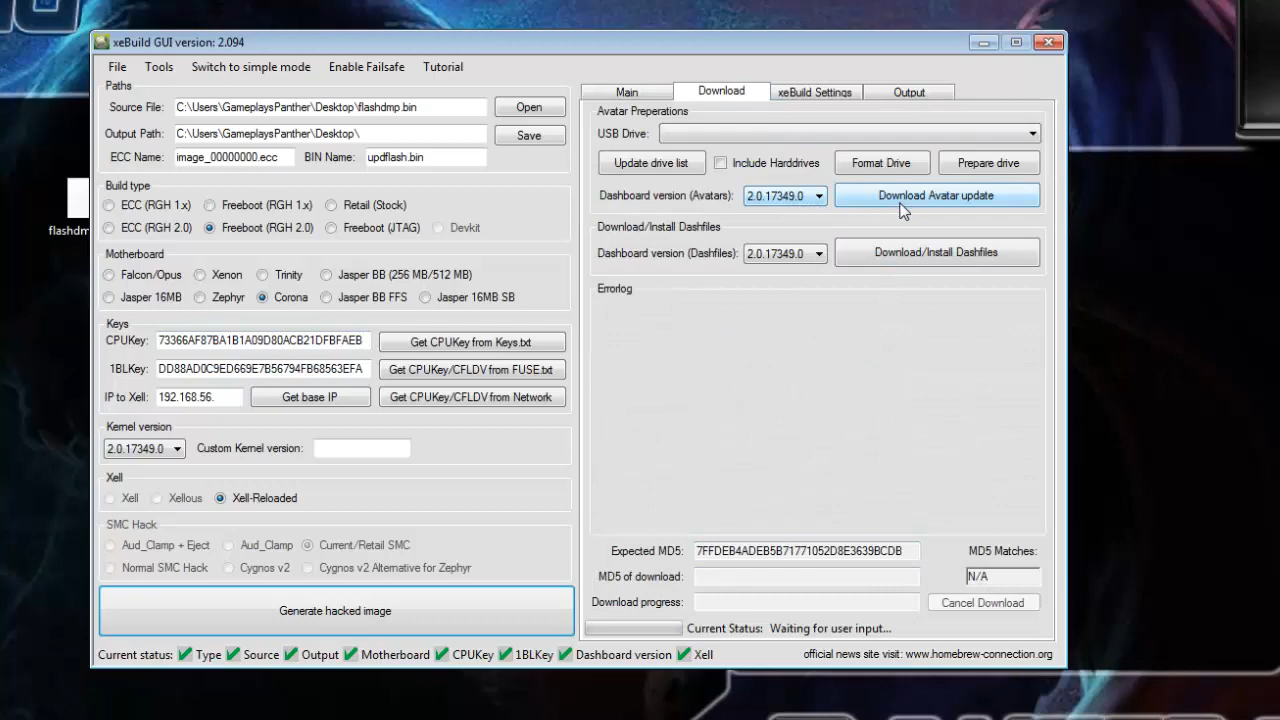 xeBuild GUI version: 2.094
File Tools Switch to simple mode Enable Failsafe Tutorial
Paths
Source File: C:\Users\GameplaysPanther\Desktop\flashdmp.bin Open
Output Path: C:\Users\GameplaysPanther\Desktop\ Save
ECC Name: image_00000000.ecc BIN Name: updflash.bin
Build type
ECC (RGH 1.x) Freeboot (RGH 1.x) Retail (Stock)
ECC (RGH 2.0) Freeboot (RGH 2.0) Freeboot (JTAG) Devkit
Motherboard
Falcon/Opus Xenon Trinity Jasper BB (256 MB/512 MB)
Jasper 16MB Zephyr Corona Jasper BB FFS Jasper 16MB SB
Keys
CPUKey: 73366AF87BA1B1A09D80ACB21DFBFAEB Get CPUKey from Keys.txt
1BLKey: DD88AD0C9ED669E7B56794FB68563EFA Get CPUKey/CFLDV from FUSE.txt
IP to Xell: 192.168.56. Get base IP Get CPUKey/CFLDV from Network
Kernel version
2.0.17349.0 Custom Kernel version:
Xell
Xell Xellous Xell-Reloaded
SMC Hack
Aud_Clamp + Eject Aud_Clamp Current/Retail SMC
Normal SMC Hack Cygnos v2 Cygnos v2 Alternative for Zephyr
Generate hacked image
Main Download xeBuild Settings Output
Avatar Preperations
USB Drive:
Update drive list Include Harddrives Format Drive Prepare drive
Dashboard version (Avatars): 2.0.17349.0 Download Avatar update
Download/Install Dashfiles
Dashboard version (Dashfiles): 2.0.17349.0 Download/Install Dashfiles
Errorlog
Expected MD5: 7FFDEB4ADEB5B71771052D8E3639BCDB MD5 Matches:
MD5 of download: N/A
Download progress: Cancel Download
Current Status: Waiting for user input...
Current status: Type Source Output Motherboard CPUKey 1BLKey Dashboard version Xell
official news site visit: www.homebrew-connection.org
flashdm